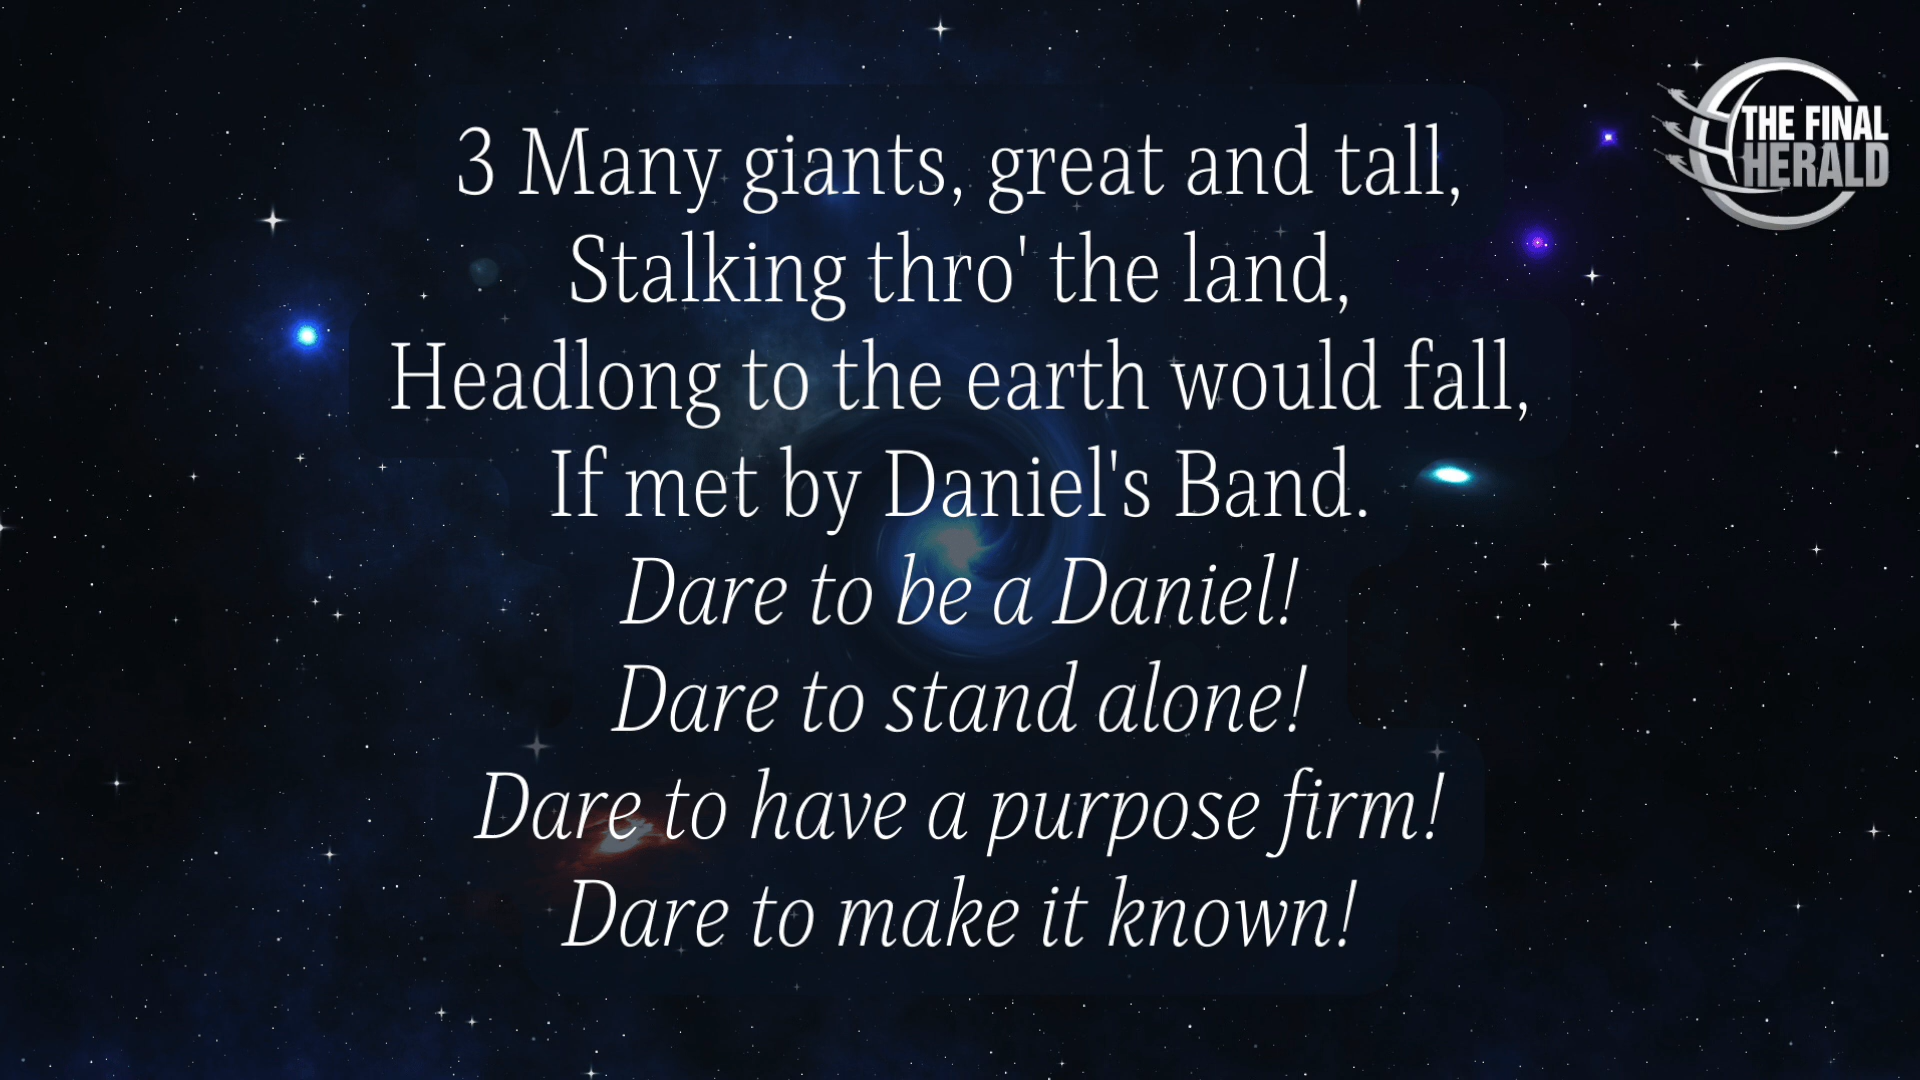 THE FINAL
HERALD
3 Many giants, great and tall,
Stalking thro' the land,
Headlong to the earth would fall,
If met by Daniel's Band.
Dare to be a Daniel!
Dare to stand alone!
Dare to have a purpose firm!
Dare to make it known!